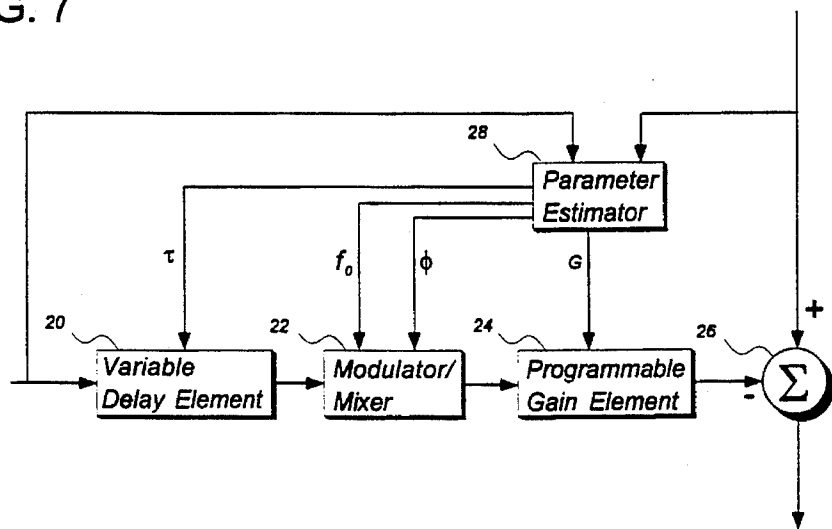 G. 7
28
Parameter
Estimator
τ
f₀
ϕ
G
+
20
22
24
26
Variable
Delay Element
Modulator/
Mixer
Programmable
Gain Element
-
Σ